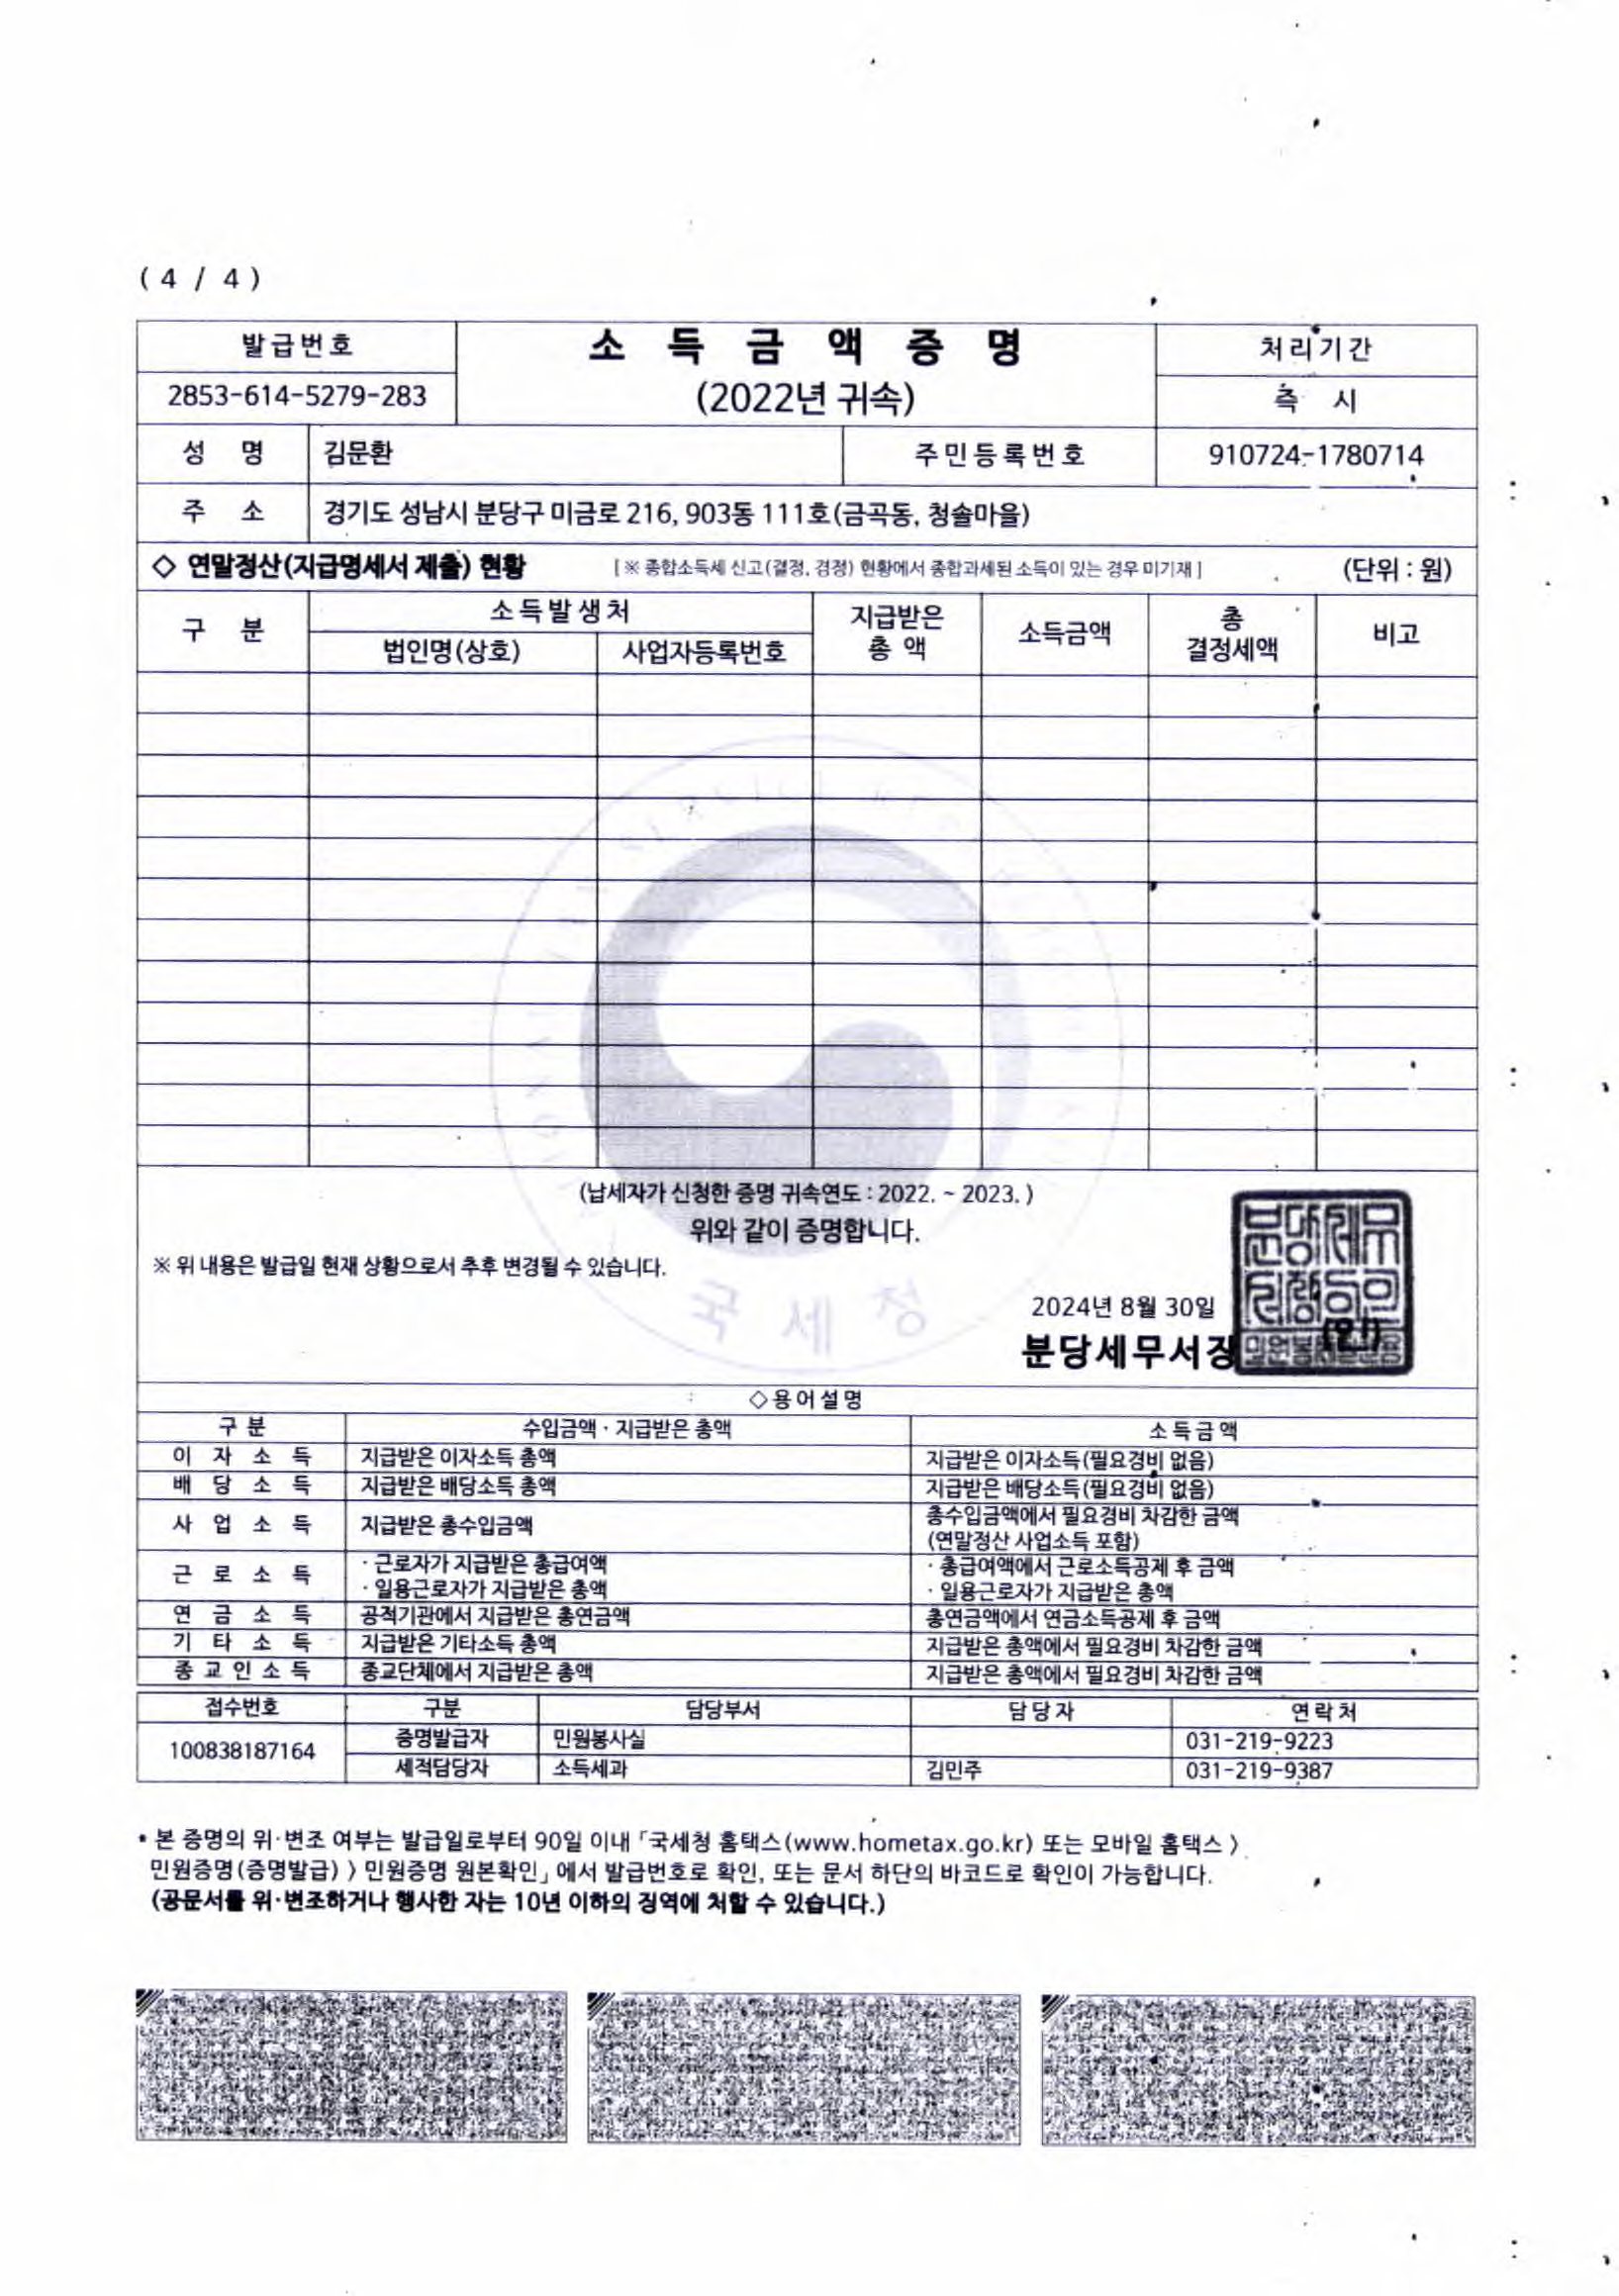 ( 4 / 4 )
발급번호
소 득 금 액 증 명
처리기간
2853-614-5279-283
(2022년 귀속)
즉 시
성 명 김문환 주민등록번호 910724-1780714
주 소 경기도 성남시 분당구 미금로 216, 903동 111호(금곡동, 청솔마을)
◇ 연말정산(지급명세서 제출) 현황 [ ※ 종합소득세 신고(결정, 경정) 현황에서 종합과세된 소득이 있는 경우 미기재 ] (단위 : 원)
구 분 소득발생처 지급받은 총 액 소득금액 총 결정세액 비고
법인명(상호) 사업자등록번호
(납세자가 신청한 증명 귀속연도 : 2022. ~ 2023. )
위와 같이 증명합니다.
※ 위 내용은 발급일 현재 상황으로서 추후 변경될 수 있습니다.
국 세 청
2024년 8월 30일
분당세무서장 (인)
◇용어설명
구분 수입금액 · 지급받은 총액 소득금액
이 자 소 득 지급받은 이자소득 총액 지급받은 이자소득(필요경비 없음)
배 당 소 득 지급받은 배당소득 총액 지급받은 배당소득(필요경비 없음)
사 업 소 득 지급받은 총수입금액 총수입금액에서 필요경비 차감한 금액
(연말정산 사업소득 포함)
근 로 소 득 · 근로자가 지급받은 총급여액 · 총급여액에서 근로소득공제 후 금액
· 일용근로자가 지급받은 총액 · 일용근로자가 지급받은 총액
연 금 소 득 공적기관에서 지급받은 총연금액 총연금액에서 연금소득공제 후 금액
기 타 소 득 지급받은 기타소득 총액 지급받은 총액에서 필요경비 차감한 금액
종교인소득 종교단체에서 지급받은 총액 지급받은 총액에서 필요경비 차감한 금액
접수번호 구분 담당부서 담당자 연락처
100838187164 증명발급자 민원봉사실 031-219-9223
세적담당자 소득세과 김민주 031-219-9387
* 본 증명의 위·변조 여부는 발급일로부터 90일 이내 「국세청 홈택스(www.hometax.go.kr) 또는 모바일 홈택스 〉
민원증명(증명발급) 〉 민원증명 원본확인」 에서 발급번호로 확인, 또는 문서 하단의 바코드로 확인이 가능합니다.
(공문서를 위·변조하거나 행사한 자는 10년 이하의 징역에 처할 수 있습니다.)